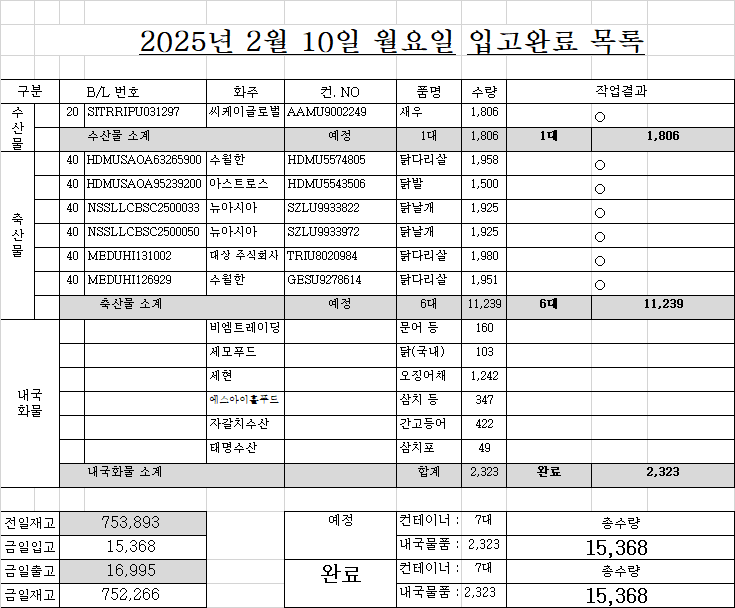 2025년 2월 10일 월요일 입고완료 목록
구분 B/L 번호 화주 컨. NO 품명 수량 작업결과
수산물
20 SITRRIPU031297 씨케이글로벌 AAMU9002249 새우 1,806 ○
수산물 소계 예정 1대 1,806 1대 1,806
축산물
40 HDMUSAOA63265900 수월한 HDMU5574805 닭다리살 1,958 ○
40 HDMUSAOA95239200 아스트로스 HDMU5543506 닭발 1,500 ○
40 NSSLLCBSC2500033 뉴아시아 SZLU9933822 닭날개 1,925 ○
40 NSSLLCBSC2500050 뉴아시아 SZLU9933972 닭날개 1,925 ○
40 MEDUHI131002 대상 주식회사 TRIU8020984 닭다리살 1,980 ○
40 MEDUHI126929 수월한 GESU9278614 닭다리살 1,951 ○
축산물 소계 예정 6대 11,239 6대 11,239
내국화물
비엠트레이딩 문어 등 160
세모푸드 닭(국내) 103
세현 오징어채 1,242
에스아이홀푸드 삼치 등 347
자갈치수산 간고등어 422
태명수산 삼치포 49
내국화물 소계 합계 2,323 완료 2,323
전일재고 753,893 예정 컨테이너 : 7대 총수량
금일입고 15,368 내국물품 : 2,323 15,368
금일출고 16,995 완료 컨테이너 : 7대 총수량
금일재고 752,266 내국물품 : 2,323 15,368